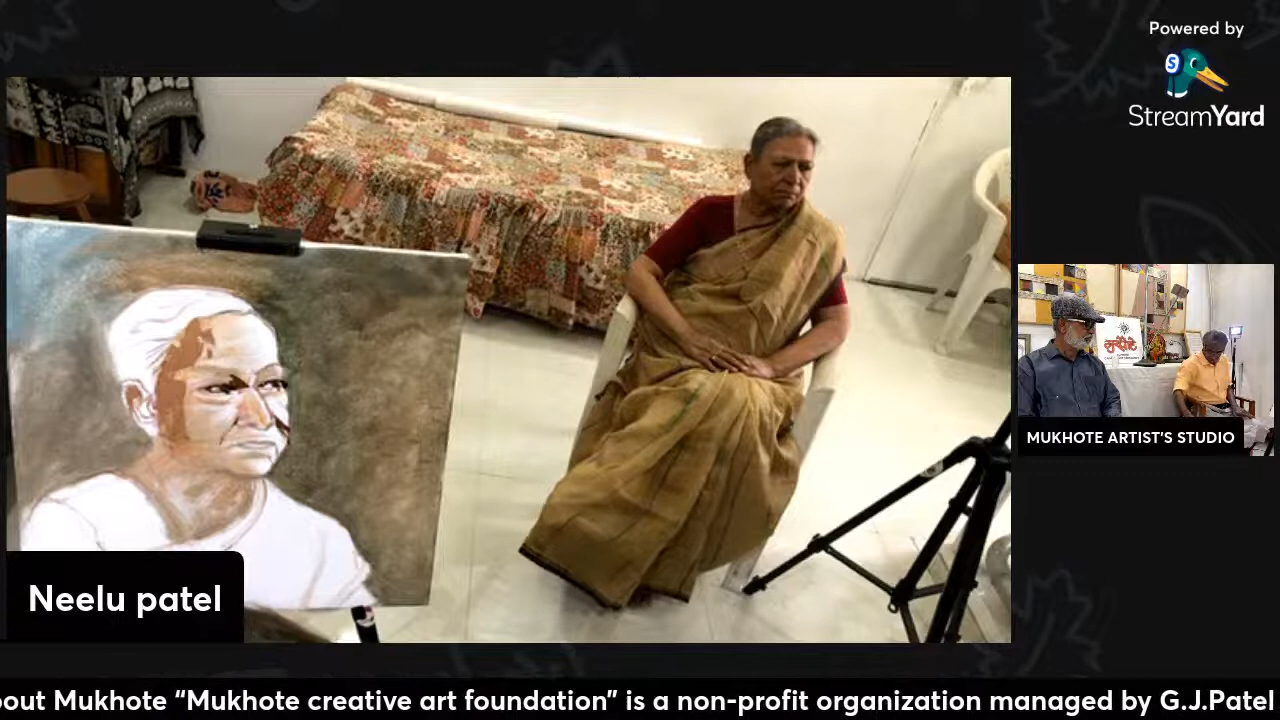 Powered by
StreamYard
मुखोटे
MUKHOTE ARTIST'S STUDIO
Neelu patel
out Mukhote “Mukhote creative art foundation” is a non-profit organization managed by G.J.Patel